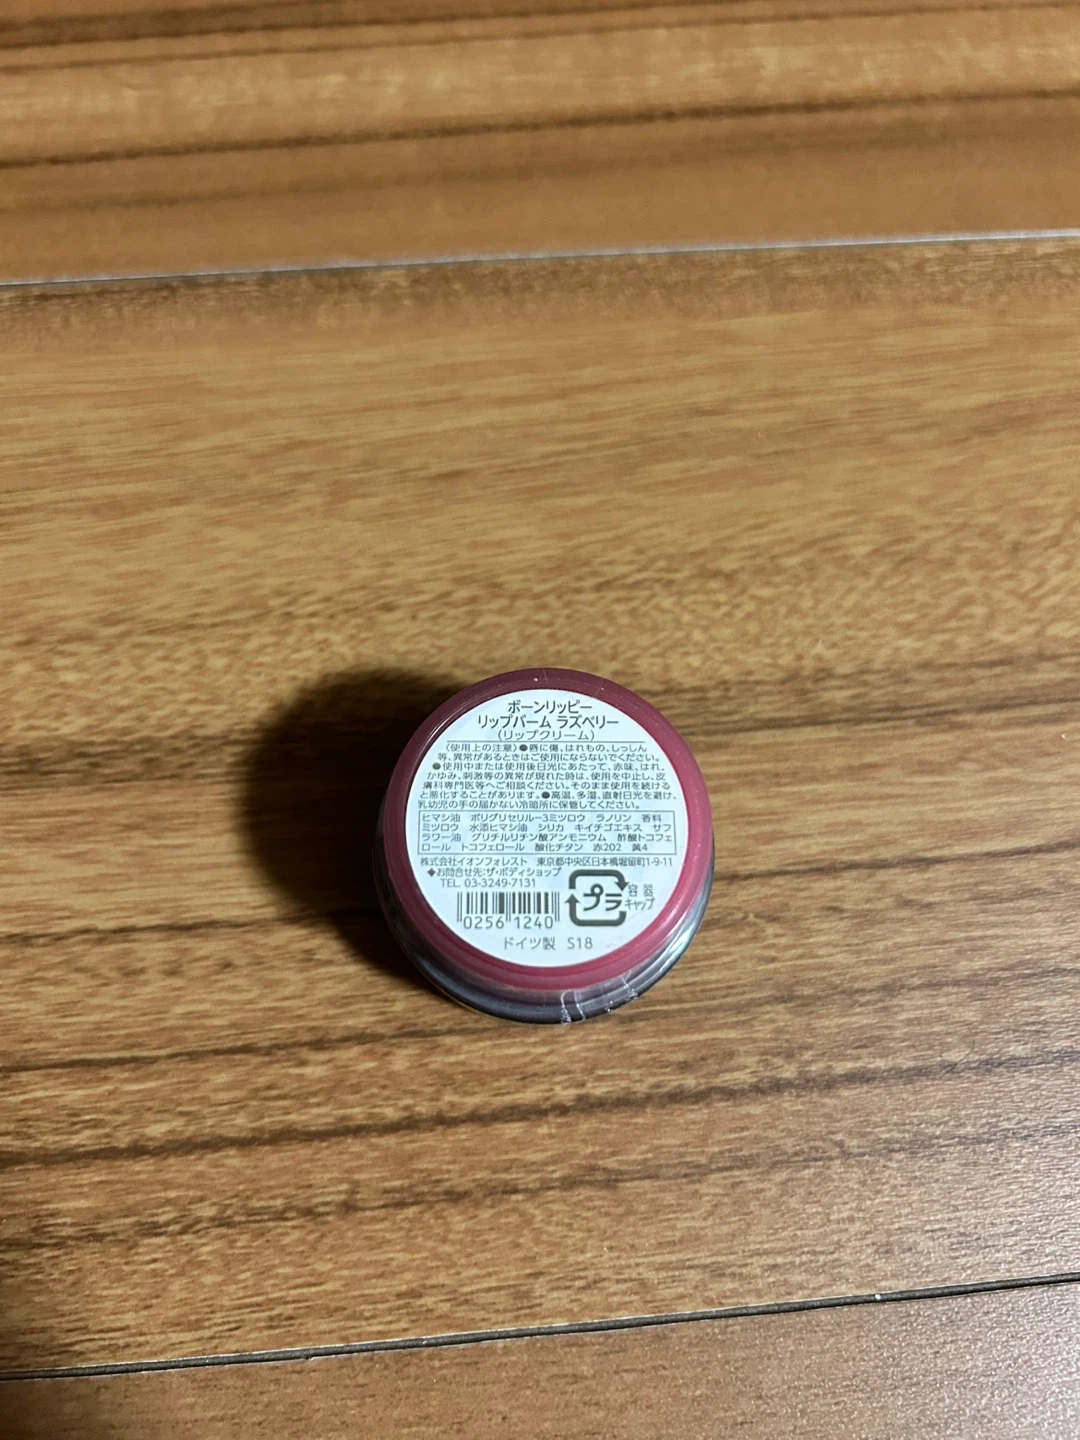 ボーンリッピー
リップバーム ラズベリー
(リップクリーム)
〈使用上の注意〉●唇に傷、はれもの、しっしん
等、異常があるときはご使用にならないでください。
●使用中または使用後日光にあたって、赤味、はれ、
かゆみ、刺激等の異常が現れた時は、使用を中止し、皮
膚科専門医等へご相談ください。そのまま使用を続ける
と悪化することがあります。●高温、多湿、直射日光を避け、
乳幼児の手の届かない冷暗所に保管してください。
ヒマシ油 ポリグリセリル-3ミツロウ ラノリン 香料
ミツロウ 水添ヒマシ油 シリカ キイチゴエキス サフ
ラワー油 グリチルリチン酸アンモニウム 酢酸トコフェ
ロール トコフェロール 酸化チタン 赤202 黄4
株式会社イオンフォレスト 東京都中央区日本橋堀留町1-9-11
◆お問合せ先:ザ・ボディショップ
TEL. 03-3249-7131
プラ 容器
キャップ
0256 1240
ドイツ製 S18